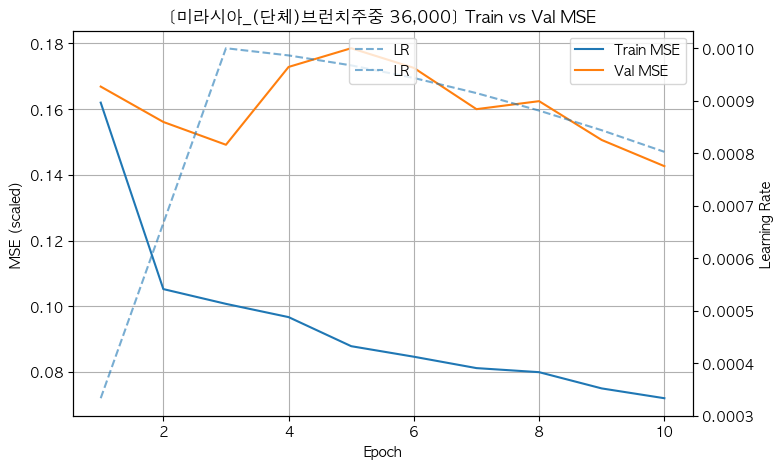 [미라시아_(단체)브런치주중 36,000] Train vs Val MSE
LR
LR
Train MSE
Val MSE
MSE (scaled)
0.18
0.16
0.14
0.12
0.10
0.08
0.0010
0.0009
0.0008
0.0007
0.0006
0.0005
0.0004
0.0003
Learning Rate
2 4 6 8 10
Epoch